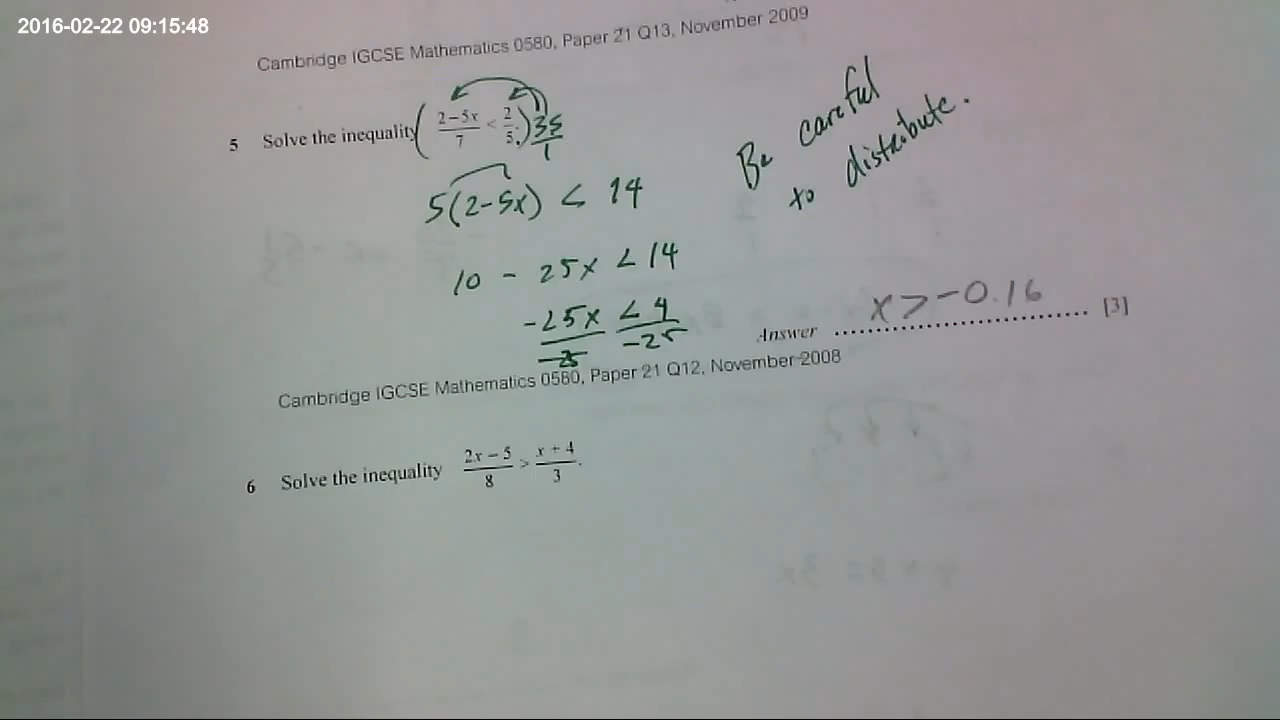 2016-02-22 09:15:48
Cambridge IGCSE Mathematics 0580, Paper 21 Q13, November 2009
5 Solve the inequality ( (2 − 5x)/7 < 2/5. ) 35/1
5(2-5x) < 14
Be careful
to distribute.
10 - 25x < 14
-25x/-25 < 4/-25
Answer x > -0.16 [3]
Cambridge IGCSE Mathematics 0580, Paper 21 Q12, November 2008
6 Solve the inequality (2x − 5)/8 > (x + 4)/3.